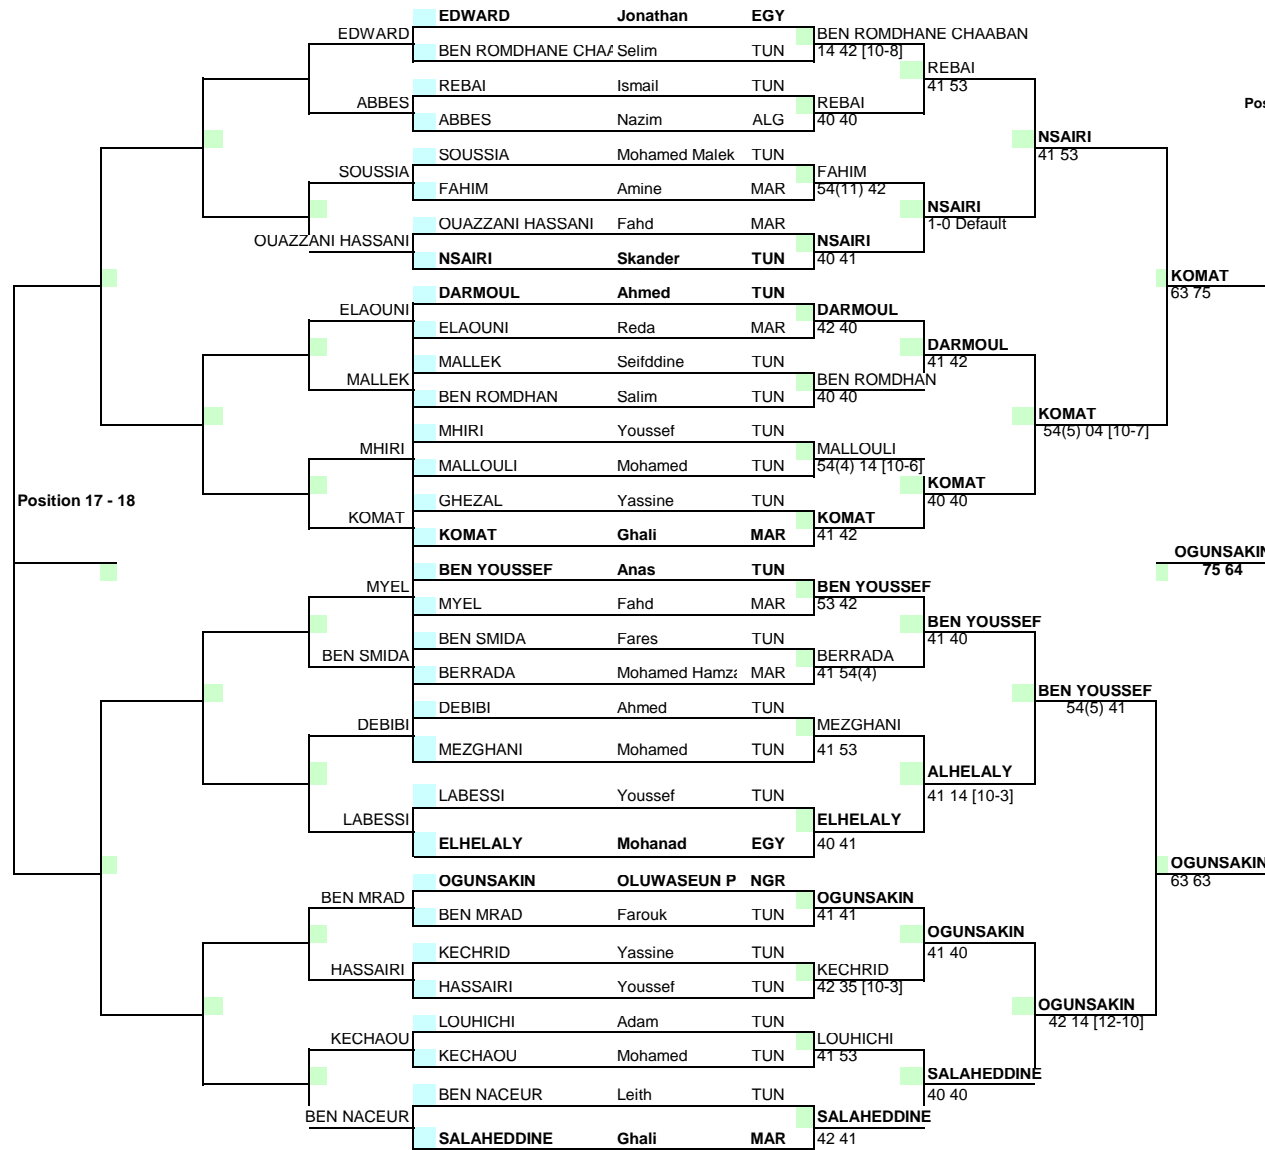 EDWARD Jonathan EGY
EDWARD BEN ROMDHANE CHAABAN
BEN ROMDHANE CHAA Selim TUN 14 42 [10-8]
REBAI
REBAI Ismail TUN 41 53
ABBES REBAI Pos
ABBES Nazim ALG 40 40
NSAIRI
SOUSSIA Mohamed Malek TUN 41 53
SOUSSIA FAHIM
FAHIM Amine MAR 54(11) 42
NSAIRI
OUAZZANI HASSANI Fahd MAR 1-0 Default
OUAZZANI HASSANI NSAIRI
NSAIRI Skander TUN 40 41
KOMAT
DARMOUL Ahmed TUN 63 75
ELAOUNI DARMOUL
ELAOUNI Reda MAR 42 40
DARMOUL
MALLEK Seifddine TUN 41 42
MALLEK BEN ROMDHAN
BEN ROMDHAN Salim TUN 40 40
KOMAT
MHIRI Youssef TUN 54(5) 04 [10-7]
MHIRI MALLOULI
MALLOULI Mohamed TUN 54(4) 14 [10-6]
KOMAT
Position 17 - 18 GHEZAL Yassine TUN 40 40
KOMAT KOMAT
KOMAT Ghali MAR 41 42
OGUNSAKIN
BEN YOUSSEF Anas TUN 75 64
MYEL BEN YOUSSEF
MYEL Fahd MAR 53 42
BEN YOUSSEF
BEN SMIDA Fares TUN 41 40
BEN SMIDA BERRADA
BERRADA Mohamed Hamza MAR 41 54(4)
BEN YOUSSEF
DEBIBI Ahmed TUN 54(5) 41
DEBIBI MEZGHANI
MEZGHANI Mohamed TUN 41 53
ALHELALY
LABESSI Youssef TUN 41 14 [10-3]
LABESSI ELHELALY
ELHELALY Mohanad EGY 40 41
OGUNSAKIN
OGUNSAKIN OLUWASEUN P NGR 63 63
BEN MRAD OGUNSAKIN
BEN MRAD Farouk TUN 41 41
OGUNSAKIN
KECHRID Yassine TUN 41 40
HASSAIRI KECHRID
HASSAIRI Youssef TUN 42 35 [10-3]
OGUNSAKIN
LOUHICHI Adam TUN 42 14 [12-10]
KECHAOU LOUHICHI
KECHAOU Mohamed TUN 41 53
SALAHEDDINE
BEN NACEUR Leith TUN 40 40
BEN NACEUR SALAHEDDINE
SALAHEDDINE Ghali MAR 42 41